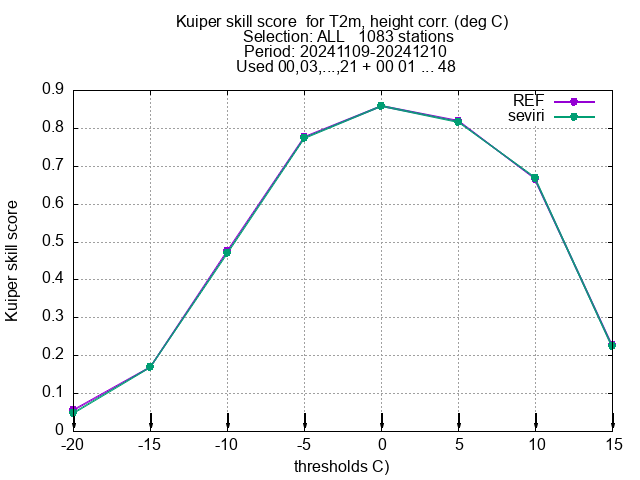 Kuiper skill score  for T2m, height corr. (deg C)
Selection: ALL   1083 stations
Period: 20241109-20241210
Used 00,03,...,21 + 00 01 ... 48
REF
seviri
Kuiper skill score
0.9
0.8
0.7
0.6
0.5
0.4
0.3
0.2
0.1
0
-20 -15 -10 -5 0 5 10 15
thresholds C)